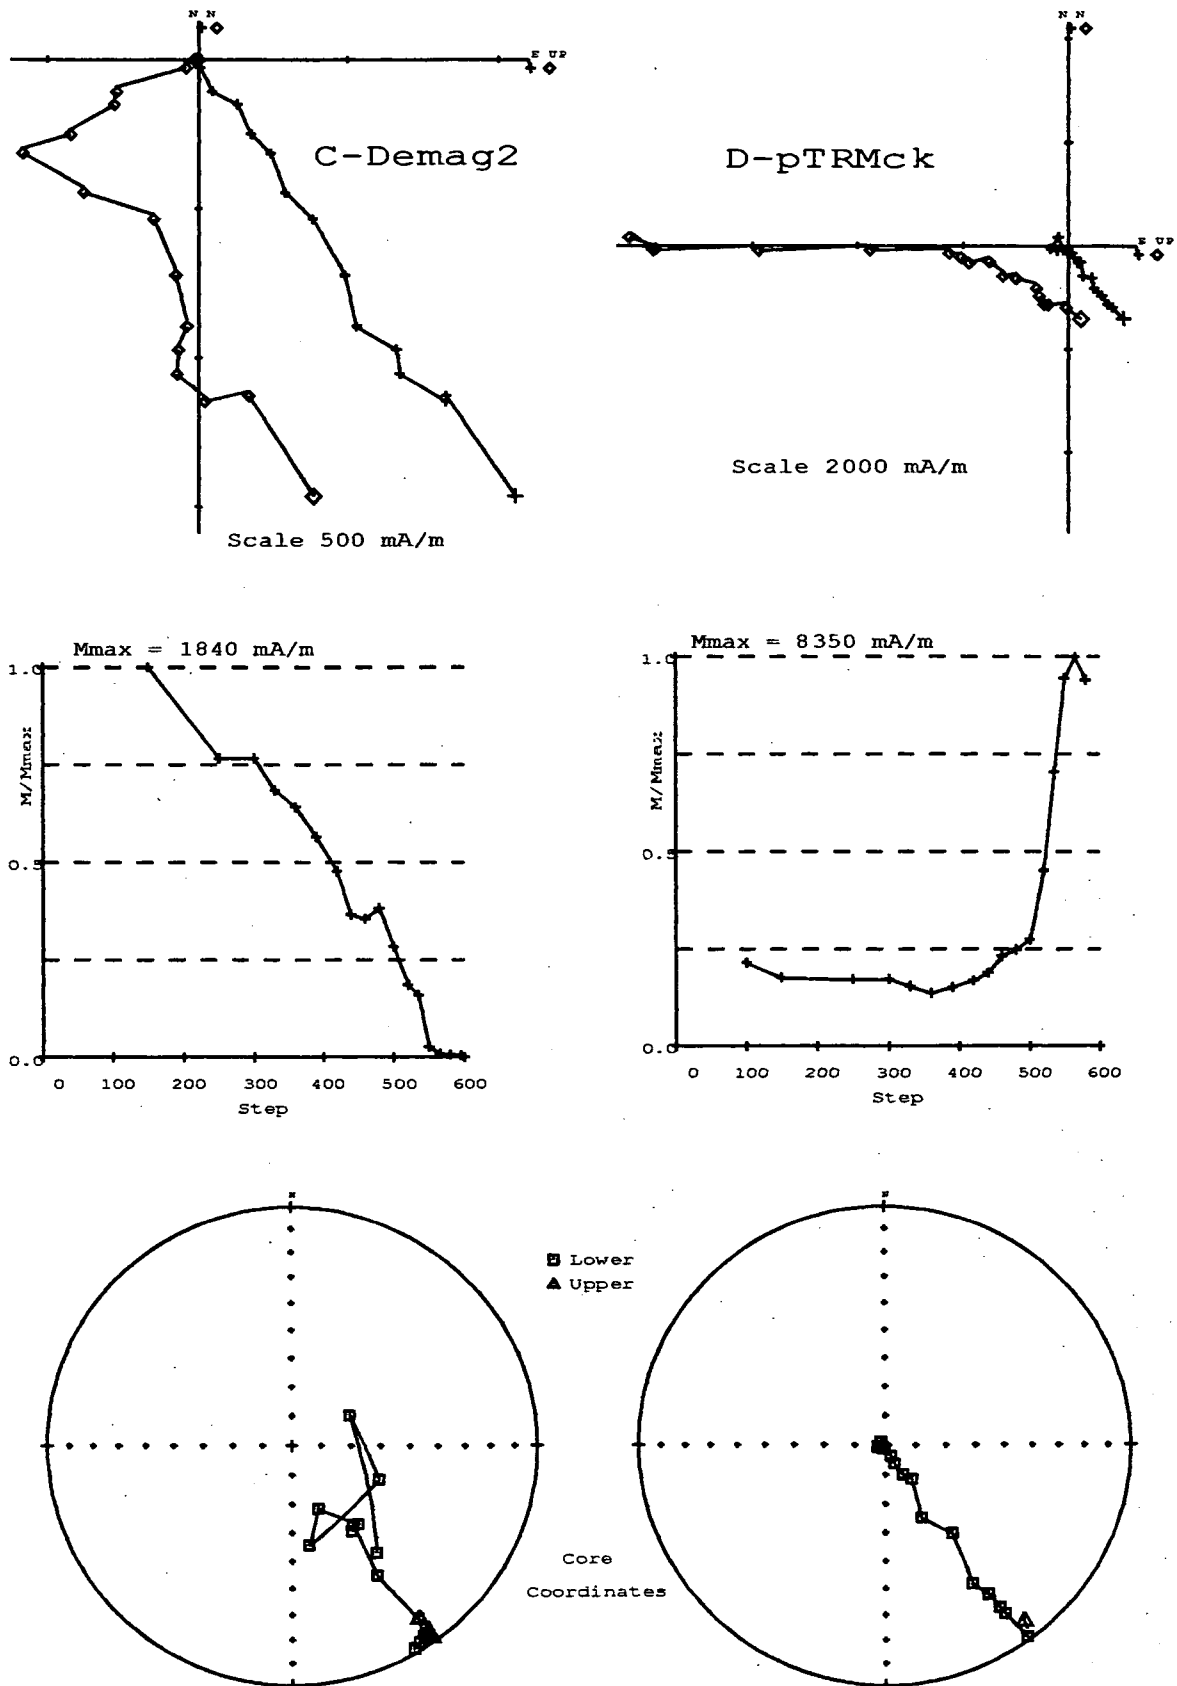 N N
N N
E UP
C-Demag2
D-pTRMck
E UP
Scale 2000 mA/m
Scale 500 mA/m
Mmax = 1840 mA/m
Mmax = 8350 mA/m
1.0
1.0
M/Mmax
M/Mmax
0.5
0.5
0.0
0.0
0 100 200 300 400 500 600
0 100 200 300 400 500 600
Step
Step
N
N
Lower
Upper
Core
Coordinates